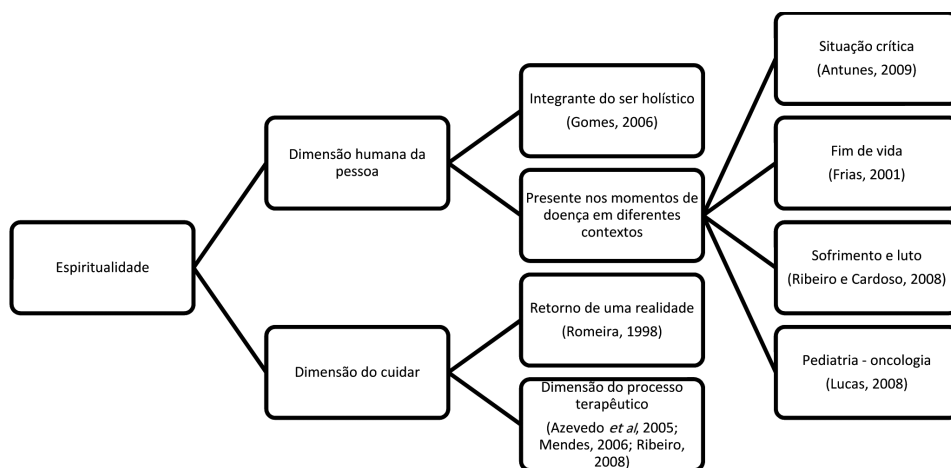 Espiritualidade
Dimensão humana da
pessoa
Dimensão do cuidar
Integrante do ser holístico
(Gomes, 2006)
Presente nos momentos de
doença em diferentes
contextos
Retorno de uma realidade
(Romeira, 1998)
Dimensão do processo
terapêutico
(Azevedo et al, 2005;
Mendes, 2006; Ribeiro,
2008)
Situação crítica
(Antunes, 2009)
Fim de vida
(Frias, 2001)
Sofrimento e luto
(Ribeiro e Cardoso, 2008)
Pediatria - oncologia
(Lucas, 2008)